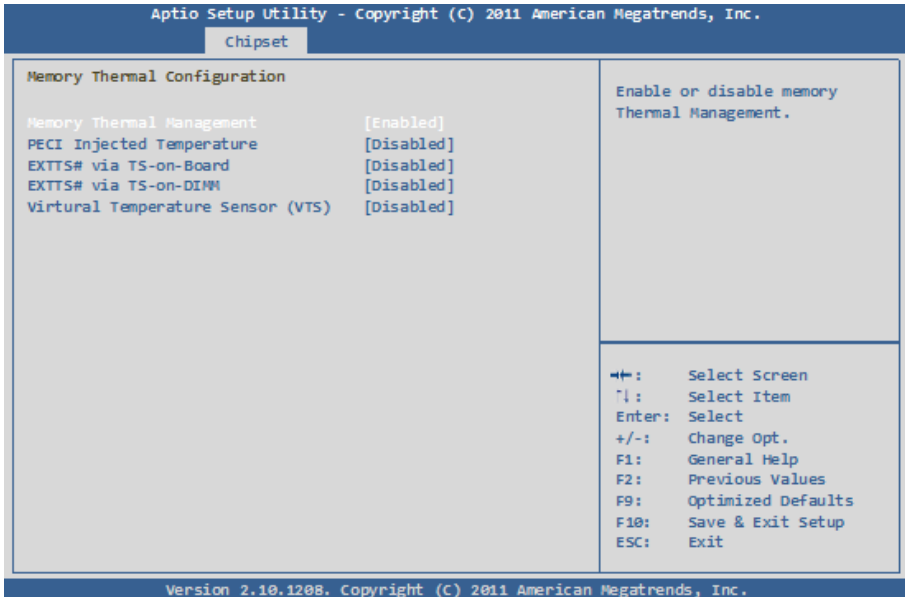 Aptio Setup Utility - Copyright (C) 2011 American Megatrends, Inc.
Chipset
Memory Thermal Configuration
Memory Thermal Management [Enabled]
PECI Injected Temperature [Disabled]
EXTTS# via TS-on-Board [Disabled]
EXTTS# via TS-on-DIMM [Disabled]
Virtural Temperature Sensor (VTS) [Disabled]
Enable or disable memory
Thermal Management.
→←: Select Screen
↑↓: Select Item
Enter: Select
+/-: Change Opt.
F1: General Help
F2: Previous Values
F9: Optimized Defaults
F10: Save & Exit Setup
ESC: Exit
Version 2.10.1208. Copyright (C) 2011 American Megatrends, Inc.